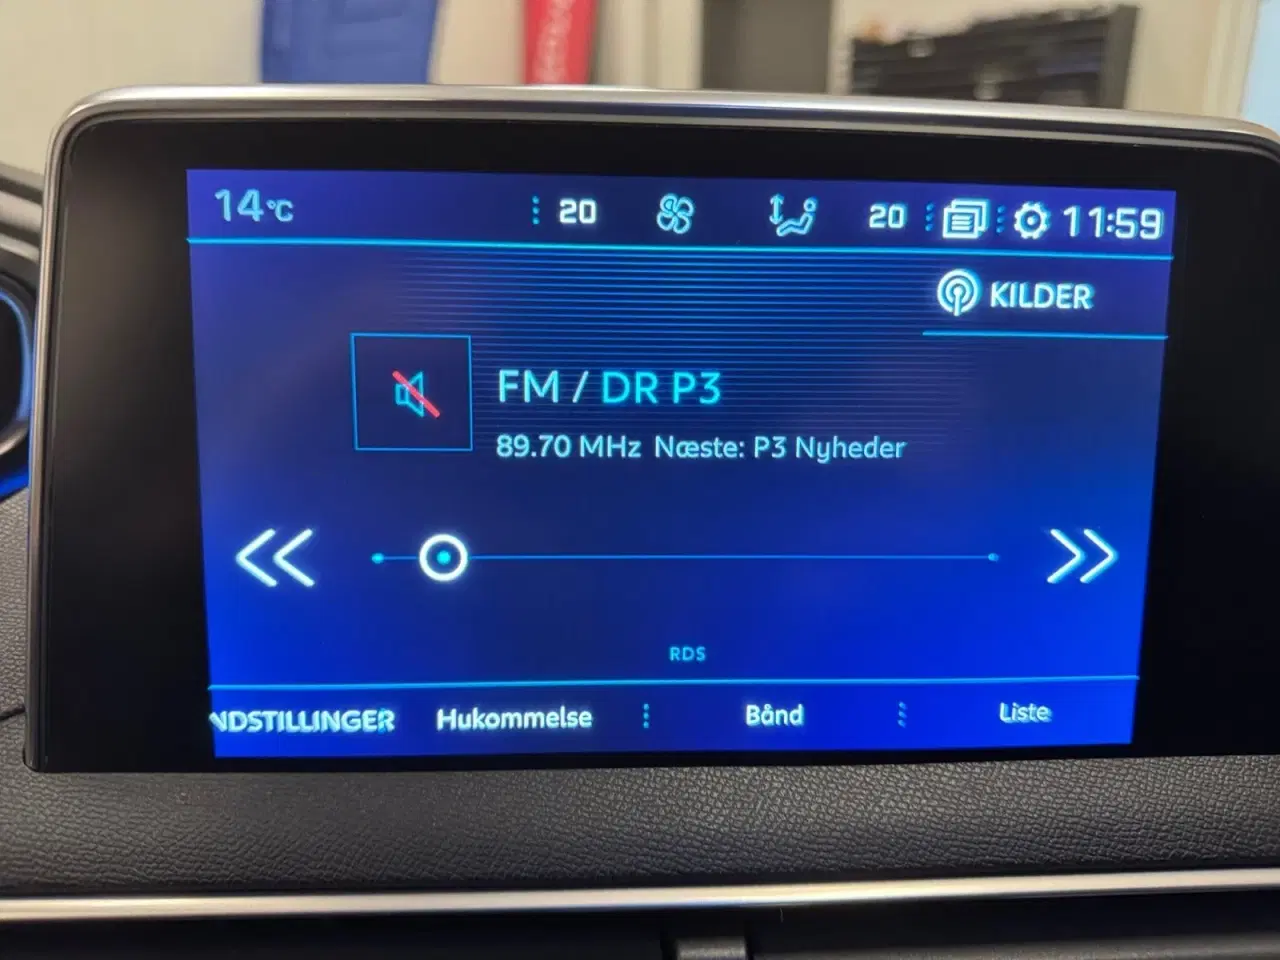 14°C 20 20 11:59
KILDER
FM / DR P3
89.70 MHz Næste: P3 Nyheder
RDS
NDSTILLINGER Hukommelse Bånd Liste